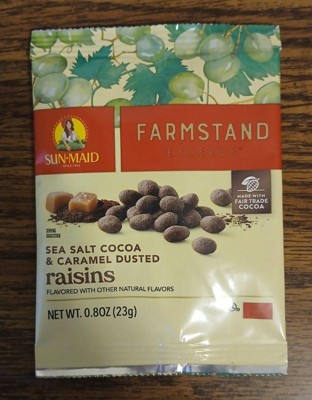 FARMSTAND
SUN-MAID
MADE WITH
FAIR TRADE
COCOA
SEA SALT COCOA
& CARAMEL DUSTED
raisins
FLAVORED WITH OTHER NATURAL FLAVORS
NET WT. 0.8OZ (23g)